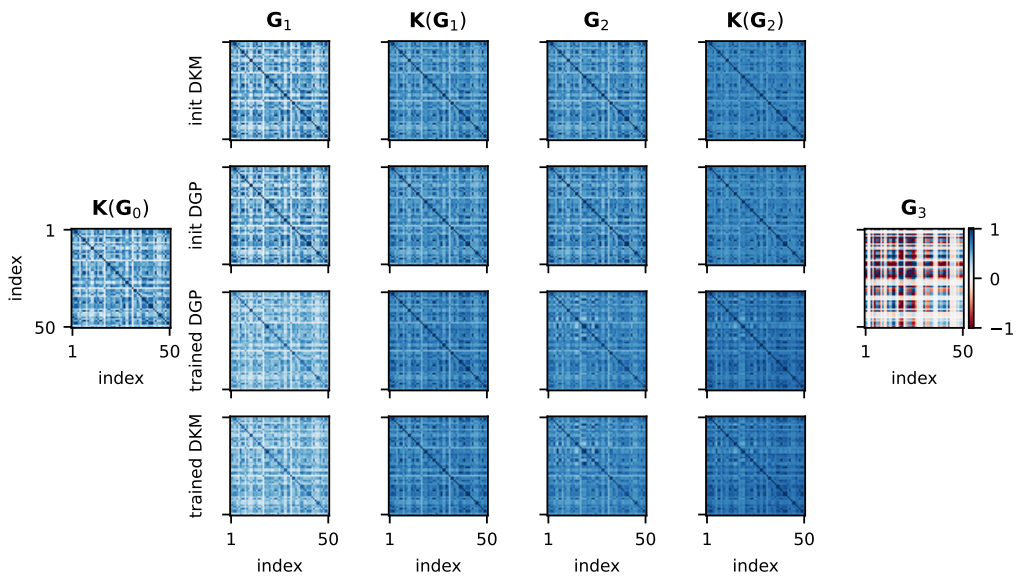 G₁ K(G₁) G₂ K(G₂)
init DKM
init DGP
K(G₀)
1
index
50
1 50
index
trained DGP
G₃
1
0
−1
1 50
index
trained DKM
1 50 1 50 1 50 1 50
index index index index